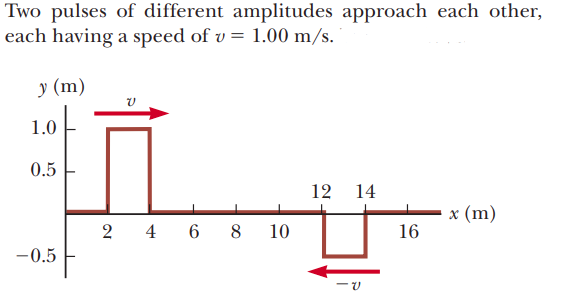 Two pulses of different amplitudes approach each other,
each having a speed of v = 1.00 m/s.
y (m)
v
1.0
0.5
12 14
x (m)
2 4 6 8 10 16
−0.5
−v